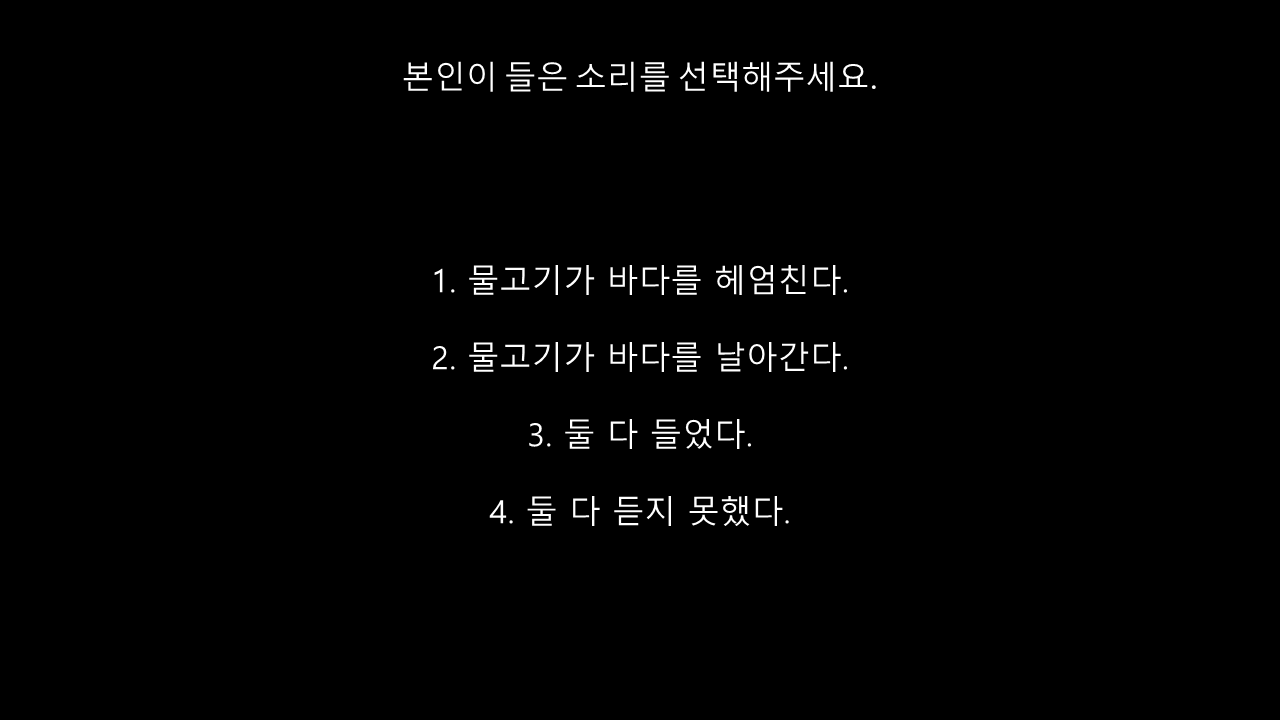 본인이 들은 소리를 선택해주세요.
1. 물고기가 바다를 헤엄친다.
2. 물고기가 바다를 날아간다.
3. 둘 다 들었다.
4. 둘 다 듣지 못했다.